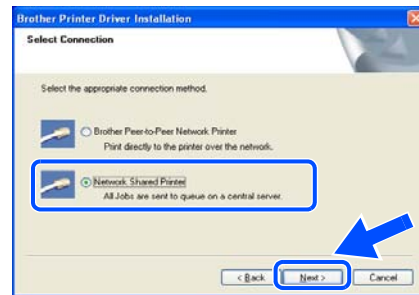 Brother Printer Driver Installation
Select Connection
Select the appropriate connection method.
Brother Peer-to-Peer Network Printer
Print directly to the printer over the network.
Network Shared Printer
All Jobs are sent to queue on a central server.
< Back Next > Cancel